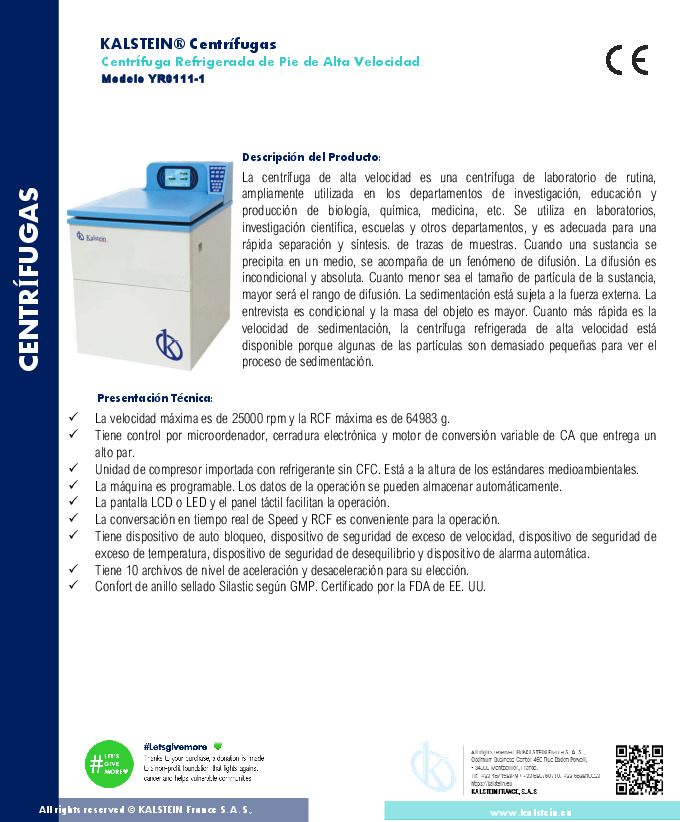 KALSTEIN® Centrífugas
Centrífuga Refrigerada de Pie de Alta Velocidad
Modelo YR0111-1
CE
CENTRÍFUGAS
Kalstein
Descripción del Producto:
La centrífuga de alta velocidad es una centrífuga de laboratorio de rutina,
ampliamente utilizada en los departamentos de investigación, educación y
producción de biología, química, medicina, etc. Se utiliza en laboratorios,
investigación científica, escuelas y otros departamentos, y es adecuada para una
rápida separación y síntesis. de trazas de muestras. Cuando una sustancia se
precipita en un medio, se acompaña de un fenómeno de difusión. La difusión es
incondicional y absoluta. Cuanto menor sea el tamaño de partícula de la sustancia,
mayor será el rango de difusión. La sedimentación está sujeta a la fuerza externa. La
entrevista es condicional y la masa del objeto es mayor. Cuanto más rápida es la
velocidad de sedimentación, la centrífuga refrigerada de alta velocidad está
disponible porque algunas de las partículas son demasiado pequeñas para ver el
proceso de sedimentación.
Presentación Técnica:
✓ La velocidad máxima es de 25000 rpm y la RCF máxima es de 64983 g.
✓ Tiene control por microordenador, cerradura electrónica y motor de conversión variable de CA que entrega un
alto par.
✓ Unidad de compresor importada con refrigerante sin CFC. Está a la altura de los estándares medioambientales.
✓ La máquina es programable. Los datos de la operación se pueden almacenar automáticamente.
✓ La pantalla LCD o LED y el panel táctil facilitan la operación.
✓ La conversación en tiempo real de Speed y RCF es conveniente para la operación.
✓ Tiene dispositivo de auto bloqueo, dispositivo de seguridad de exceso de velocidad, dispositivo de seguridad de
exceso de temperatura, dispositivo de seguridad de desequilibrio y dispositivo de alarma automática.
✓ Tiene 10 archivos de nivel de aceleración y desaceleración para su elección.
✓ Confort de anillo sellado Silastic según GMP. Certificado por la FDA de EE. UU.
#LET'S
GIVE
MORE
#Letsgivemore
Thanks to your purchase, a donation is made
to a non-profit foundation that fights against
cancer and helps vulnerable communities
All rights reserved ©KALSTEIN France S. A. S.,
Optimum Business Center 450 Rue Baden Powell,
34000 Montpellier, France.
https://kalstein.eu
KALSTEIN FRANCE, S.A.S
All rights reserved © KALSTEIN France S.A.S.,
www.kalstein.eu